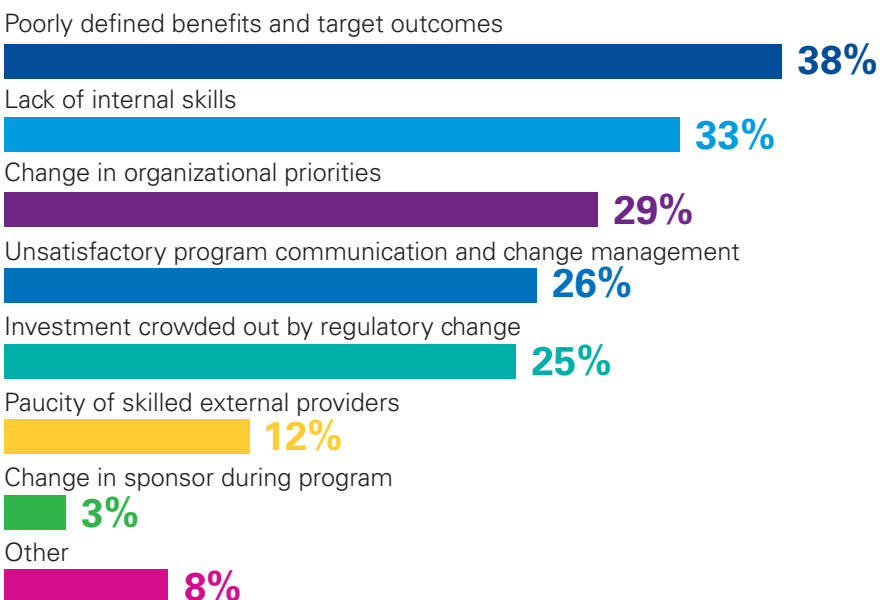 Poorly defined benefits and target outcomes
38%
Lack of internal skills
33%
Change in organizational priorities
29%
Unsatisfactory program communication and change management
26%
Investment crowded out by regulatory change
25%
Paucity of skilled external providers
12%
Change in sponsor during program
3%
Other
8%